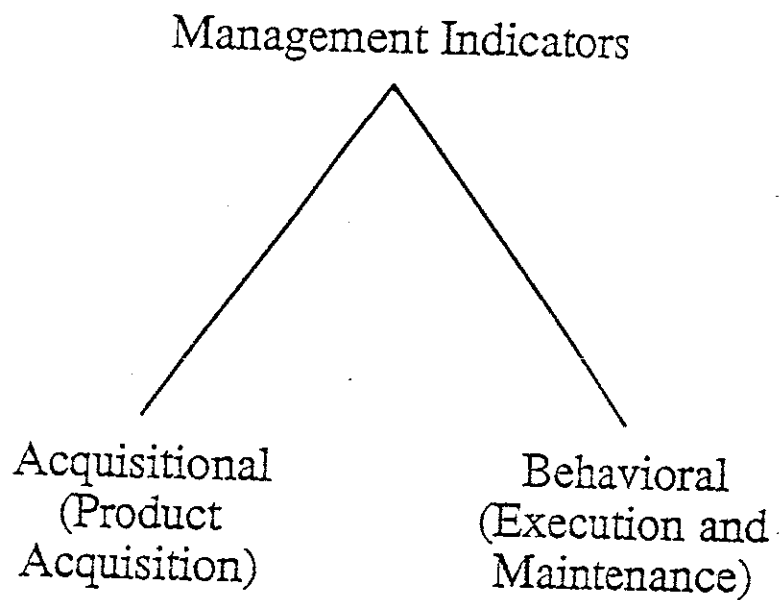 Management Indicators
Acquisitional
(Product
Acquisition)
Behavioral
(Execution and
Maintenance)